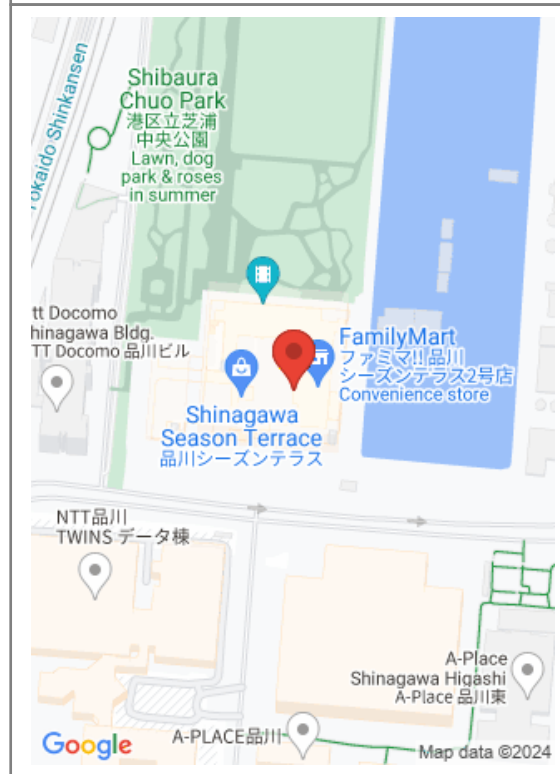 Shibaura
Chuo Park
港区立芝浦
中央公園
Lawn, dog
park & roses
in summer
Tokaido Shinkansen
tt Docomo
hinagawa Bldg.
TT Docomo 品川ビル
FamilyMart
ファミマ!! 品川
シーズンテラス2号店
Convenience store
Shinagawa
Season Terrace
品川シーズンテラス
NTT品川
TWINS データ棟
A-Place
Shinagawa Higashi
A-Place 品川東
A-PLACE品川
Google
Map data ©2024